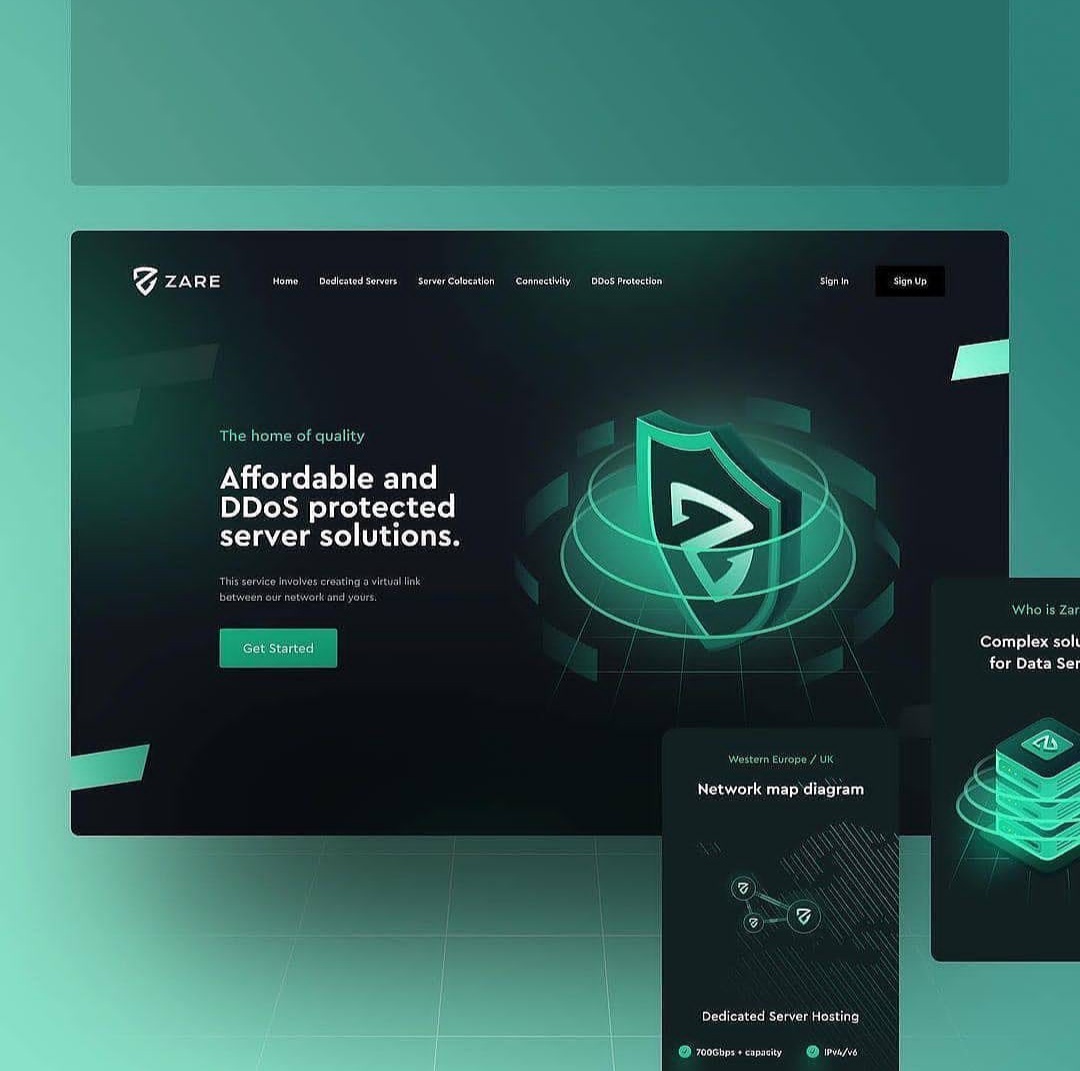 ZARE
Home
Dedicated Servers
Server Colocation
Connectivity
DDoS Protection
Sign In
Sign Up
The home of quality
Affordable and
DDoS protected
server solutions.
This service involves creating a virtual link
between our network and yours.
Get Started
Who is Zar
Complex solu
for Data Ser
Western Europe / UK
Network map diagram
Dedicated Server Hosting
700Gbps + capacity
IPv4/v6